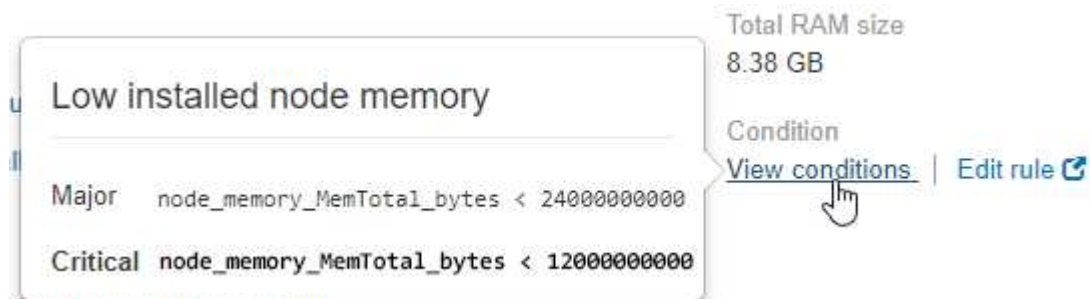 Total RAM size
8.38 GB
Low installed node memory
Condition
View conditions | Edit rule
Major node_memory_MemTotal_bytes < 24000000000
Critical node_memory_MemTotal_bytes < 12000000000